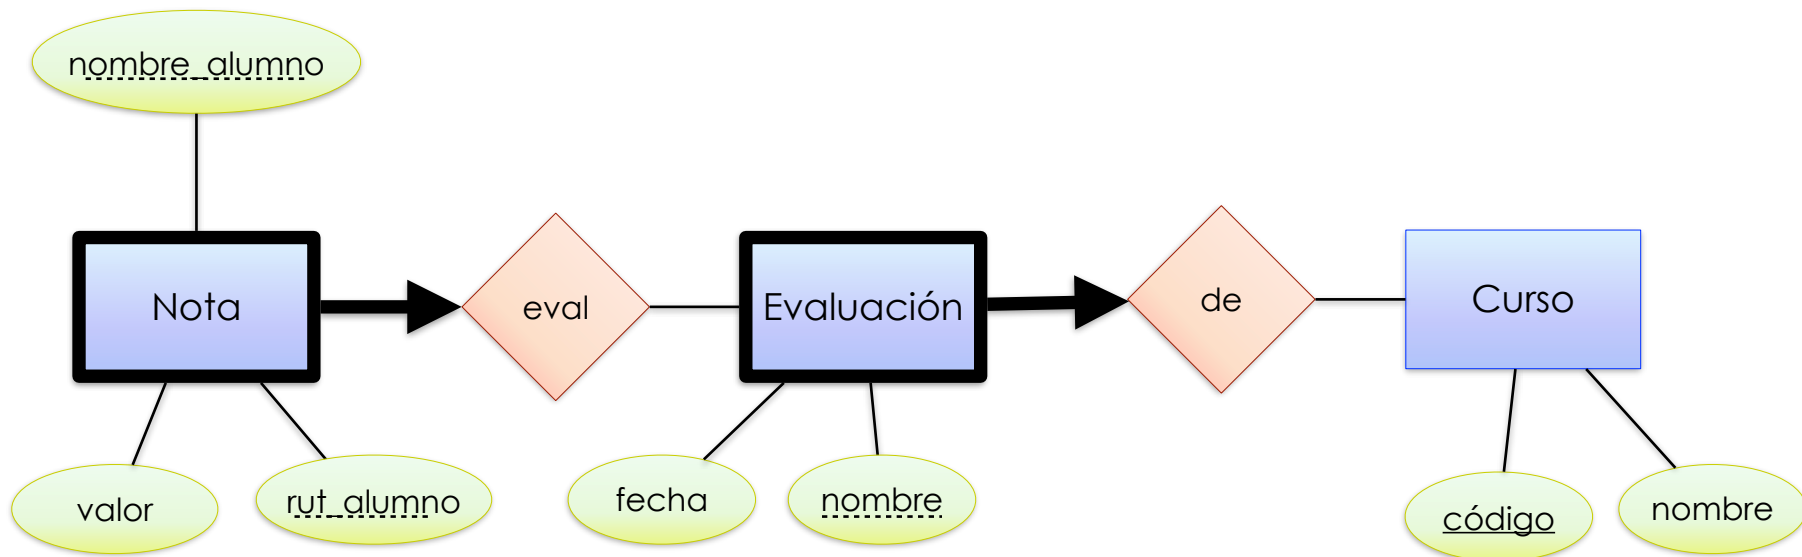 nombre_alumno
Nota
eval
Evaluación
de
Curso
valor
rut_alumno
fecha
nombre
código
nombre